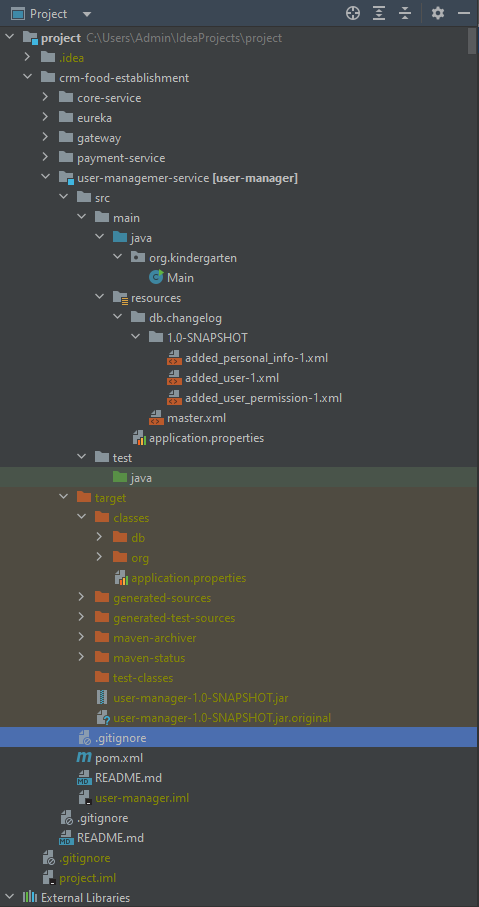 Project
project C:\Users\Admin\IdeaProjects\project
.idea
crm-food-establishment
core-service
eureka
gateway
payment-service
user-managemer-service [user-manager]
src
main
java
org.kindergarten
Main
resources
db.changelog
1.0-SNAPSHOT
added_personal_info-1.xml
added_user-1.xml
added_user_permission-1.xml
master.xml
application.properties
test
java
target
classes
db
org
application.properties
generated-sources
generated-test-sources
maven-archiver
maven-status
test-classes
user-manager-1.0-SNAPSHOT.jar
user-manager-1.0-SNAPSHOT.jar.original
.gitignore
pom.xml
README.md
user-manager.iml
.gitignore
README.md
.gitignore
project.iml
External Libraries